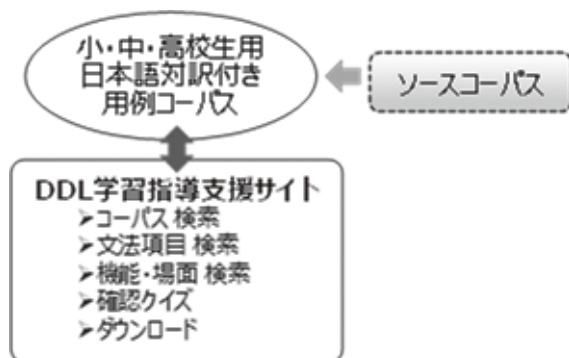 小・中・高校生用
日本語対訳付き
用例コーパス
ソースコーパス
DDL学習指導支援サイト
➢コーパス 検索
➢文法項目 検索
➢機能・場面 検索
➢確認クイズ
➢ダウンロード